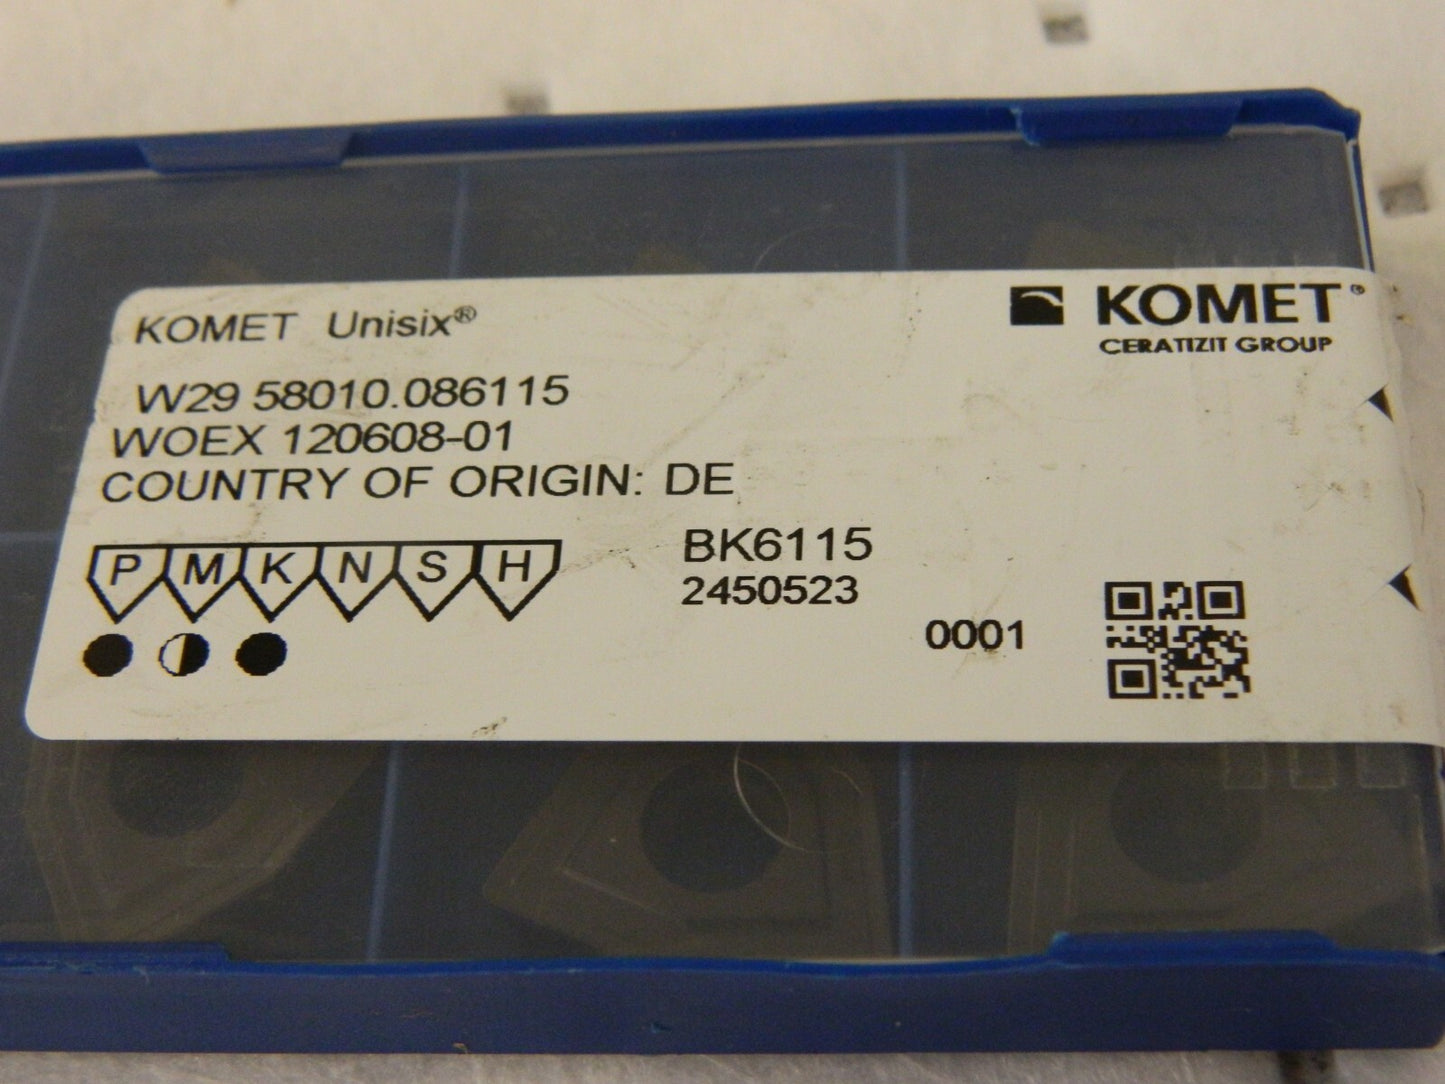 KOMET Unisix®
KOMET®
CERATIZIT GROUP
W29 58010.086115
WOEX 120608-01
COUNTRY OF ORIGIN: DE
P M K N S H
BK6115
2450523
0001